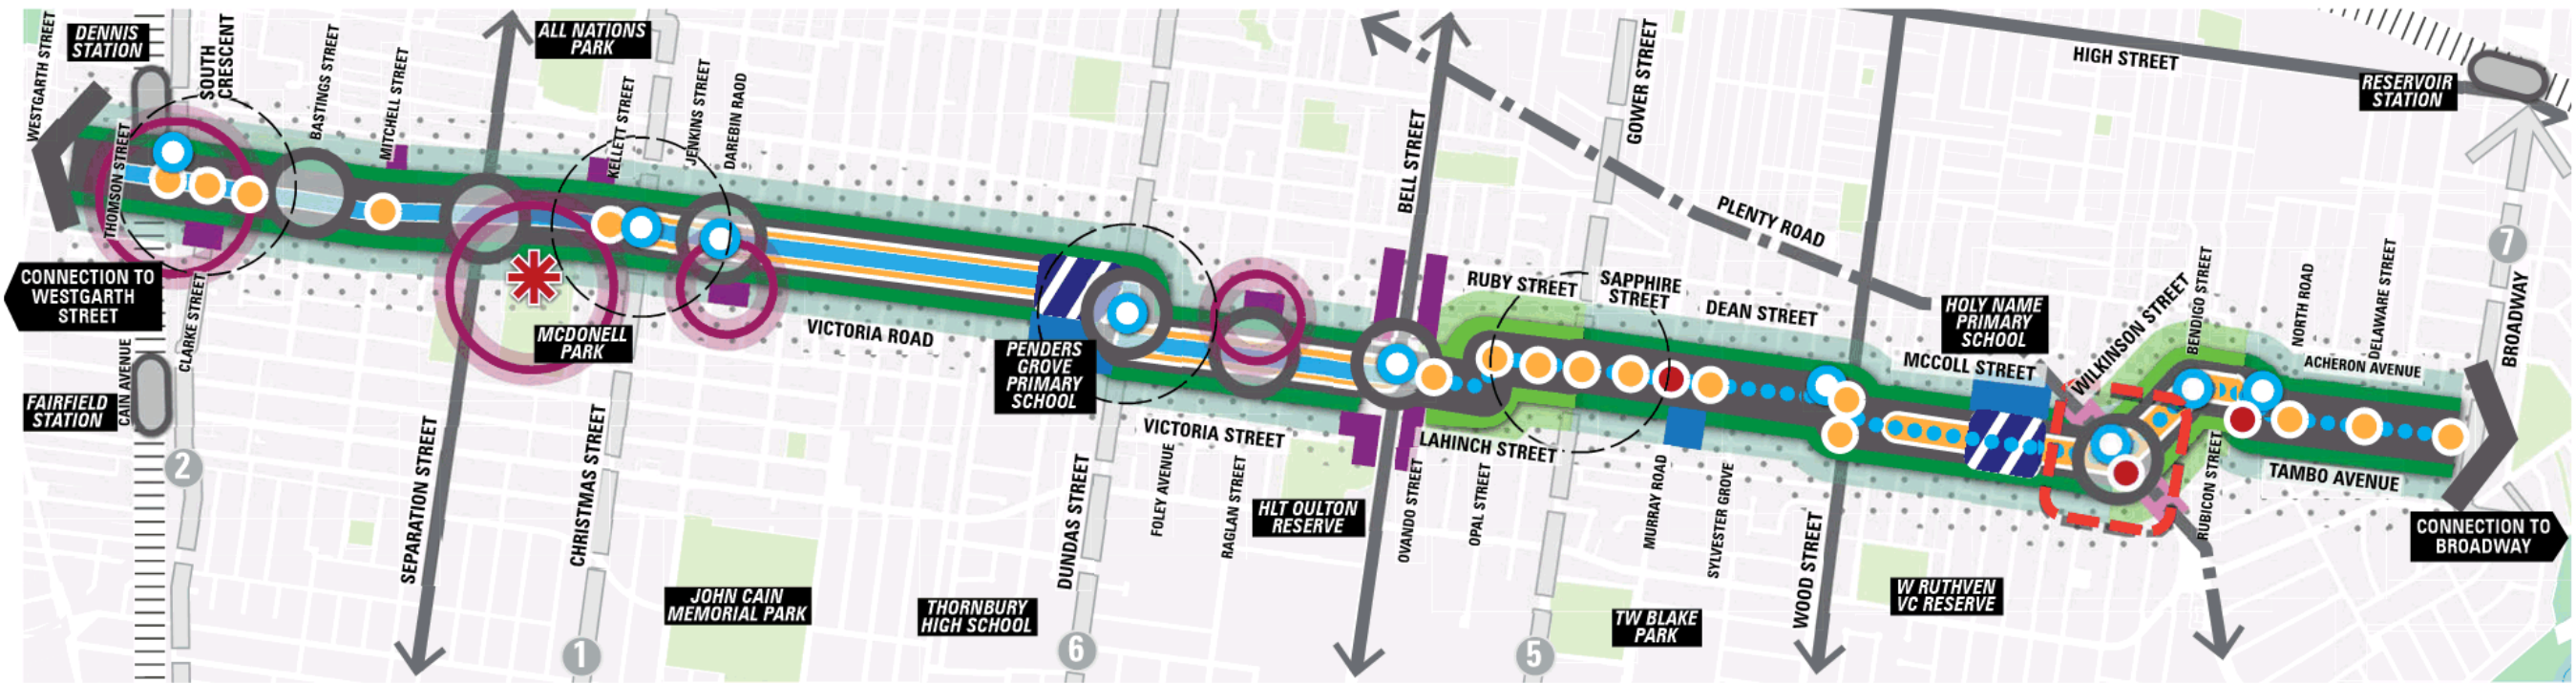 WESTGARTH STREET
DENNIS
STATION
SOUTH
CRESCENT
BASTINGS STREET
MITCHELL STREET
ALL NATIONS
PARK
KELLETT STREET
JENKINS STREET
DAREBIN RAOD
THOMSON STREET
CONNECTION TO
WESTGARTH
STREET
CLARKE STREET
CAIN AVENUE
FAIRFIELD
STATION
2
SEPARATION STREET
MCDONELL
PARK
CHRISTMAS STREET
1
VICTORIA ROAD
JOHN CAIN
MEMORIAL PARK
THORNBURY
HIGH SCHOOL
PENDERS
GROVE
PRIMARY
SCHOOL
DUNDAS STREET
6
FOLEY AVENUE
VICTORIA STREET
RAGLAN STREET
HLT OULTON
RESERVE
BELL STREET
OVANDO STREET
LAHINCH STREET
OPAL STREET
RUBY STREET
SAPPHIRE
STREET
GOVER STREET
5
DEAN STREET
PLENTY ROAD
MURRAY ROAD
SYLVESTER GROVE
TW BLAKE
PARK
WOOD STREET
HIGH STREET
RESERVOIR
STATION
HOLY NAME
PRIMARY
SCHOOL
MCCOLL STREET
WILKINSON STREET
BENDIGO STREET
NORTH ROAD
ACHERON AVENUE
DELAWARE STREET
RUBICON STREET
TAMBO AVENUE
W RUTHVEN
VC RESERVE
7
BROADWAY
CONNECTION TO
BROADWAY